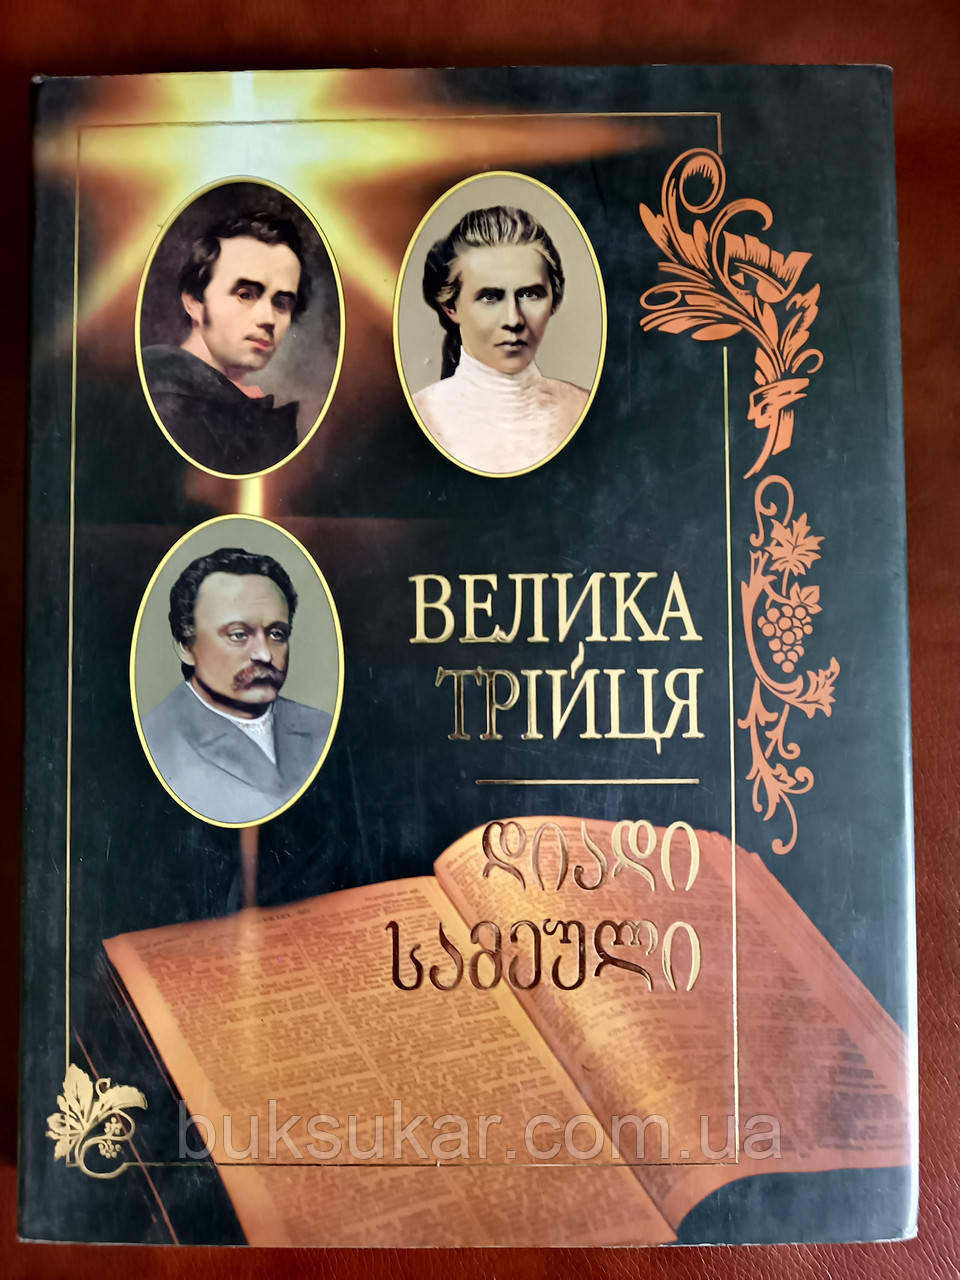 ВЕЛИКА
ТРІЙЦЯ
დიადი
სამეული
buksukar.com.ua